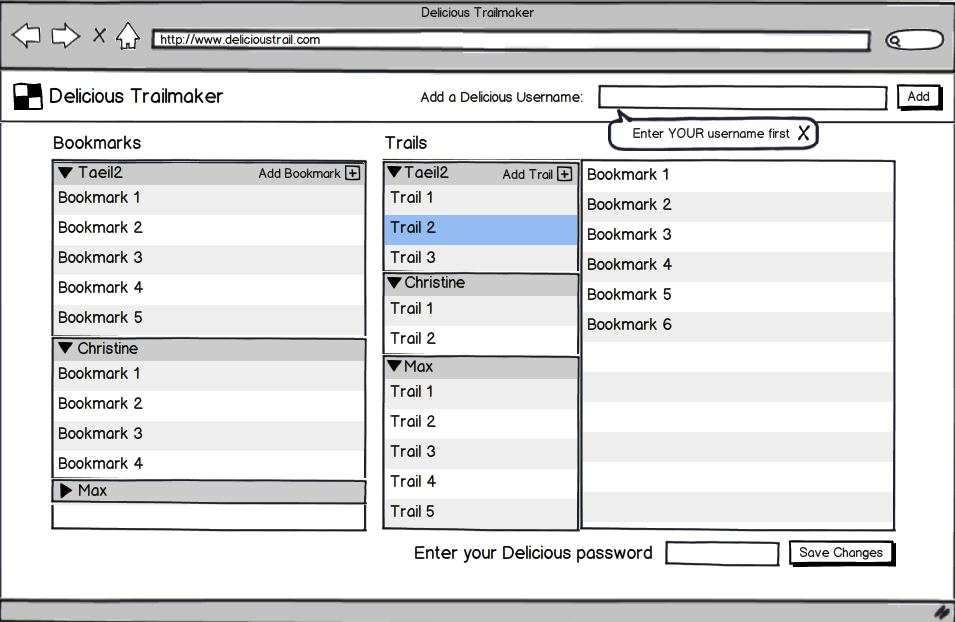 Delicious Trailmaker
http://www.delicioustrail.com
Delicious Trailmaker
Add a Delicious Username:
Add
Enter YOUR username first X
Bookmarks
Taeil2
Add Bookmark
Bookmark 1
Bookmark 2
Bookmark 3
Bookmark 4
Bookmark 5
Christine
Bookmark 1
Bookmark 2
Bookmark 3
Bookmark 4
Max
Trails
Taeil2
Add Trail
Trail 1
Trail 2
Trail 3
Christine
Trail 1
Trail 2
Max
Trail 1
Trail 2
Trail 3
Trail 4
Trail 5
Bookmark 1
Bookmark 2
Bookmark 3
Bookmark 4
Bookmark 5
Bookmark 6
Enter your Delicious password
Save Changes